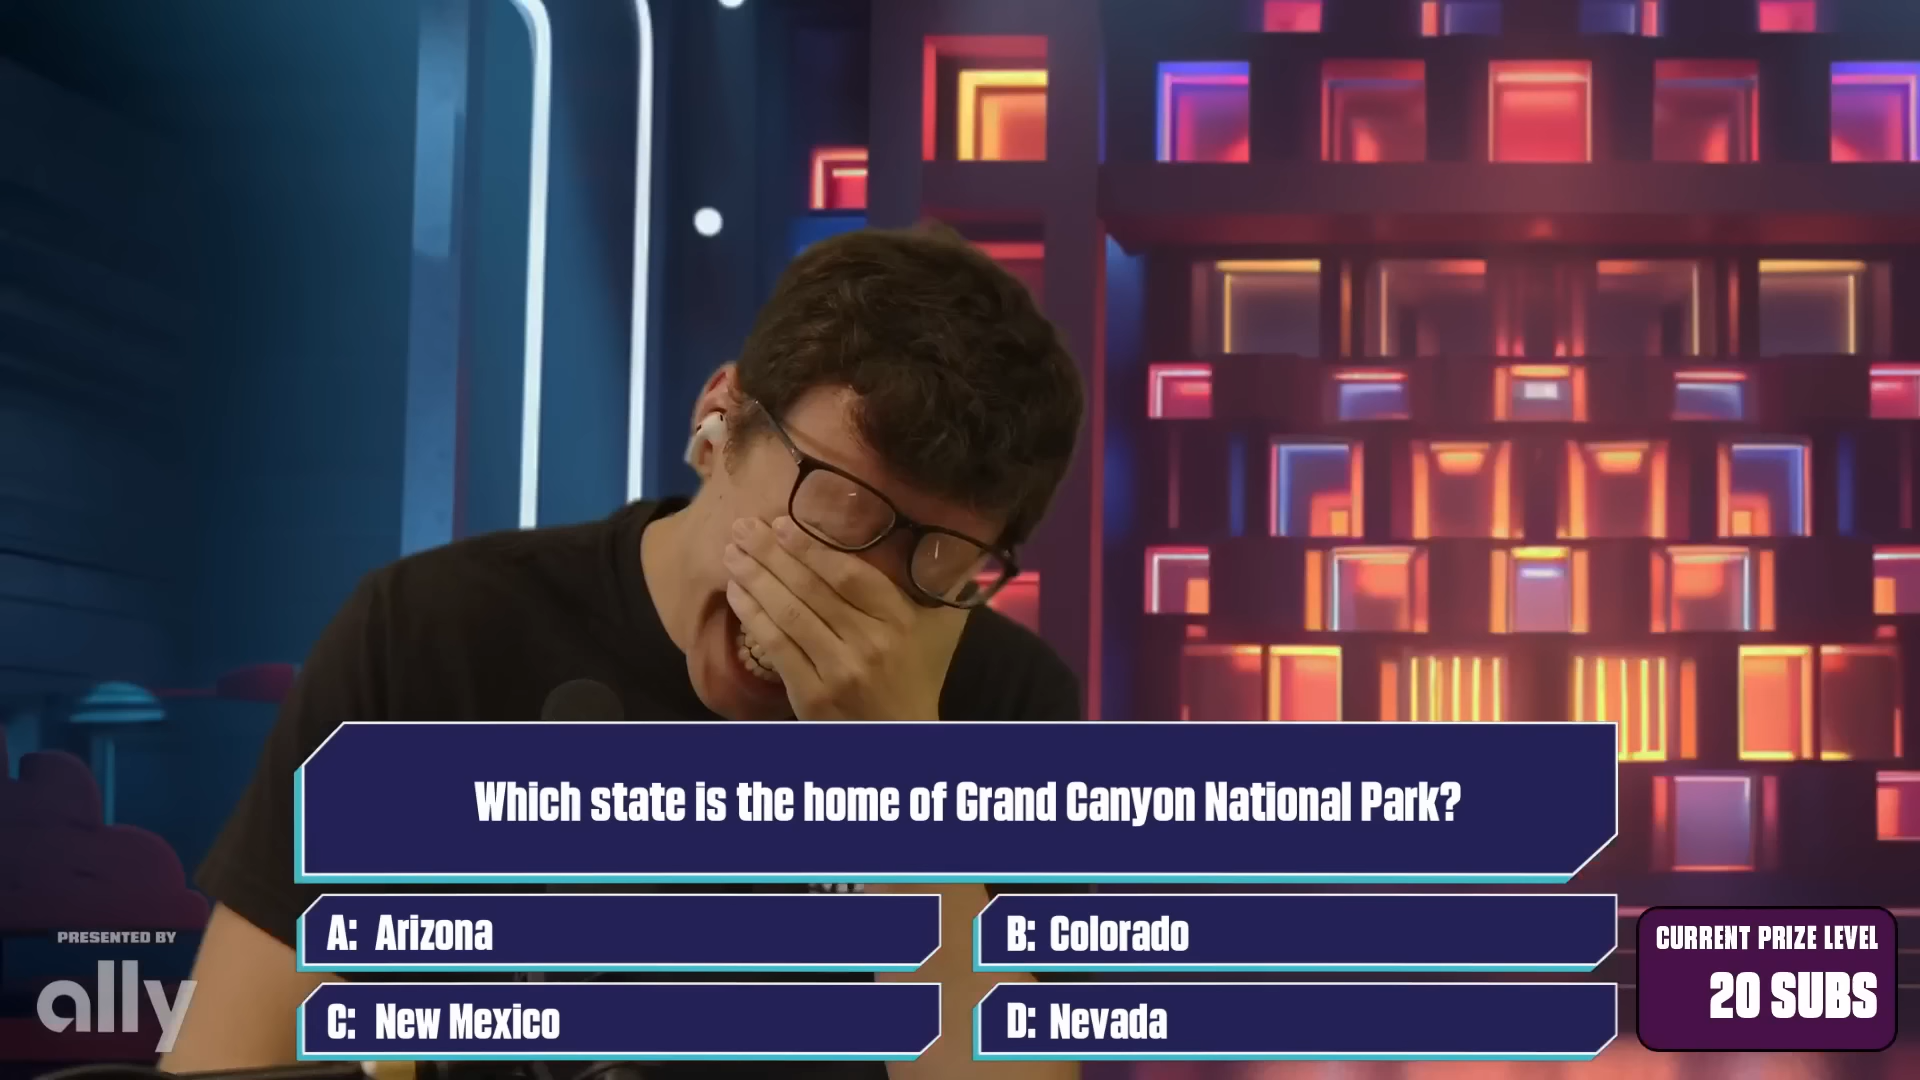 Which state is the home of Grand Canyon National Park?
A: Arizona
B: Colorado
C: New Mexico
D: Nevada
PRESENTED BY
ally
CURRENT PRIZE LEVEL
20 SUBS